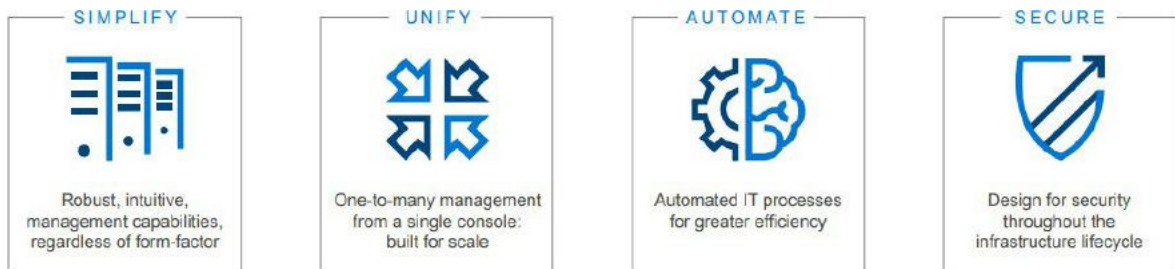 SIMPLIFY
Robust, intuitive,
management capabilities,
regardless of form-factor
UNIFY
One-to-many management
from a single console:
built for scale
AUTOMATE
Automated IT processes
for greater efficiency
SECURE
Design for security
throughout the
infrastructure lifecycle